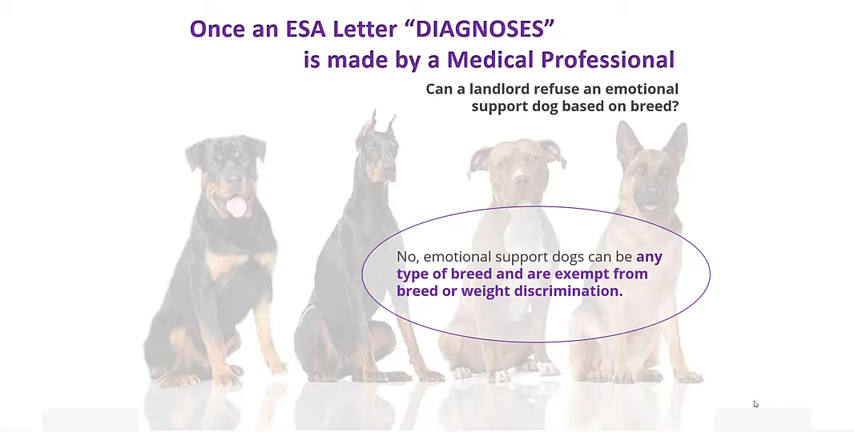 Once an ESA Letter “DIAGNOSES”
is made by a Medical Professional
Can a landlord refuse an emotional
support dog based on breed?
No, emotional support dogs can be any
type of breed and are exempt from
breed or weight discrimination.